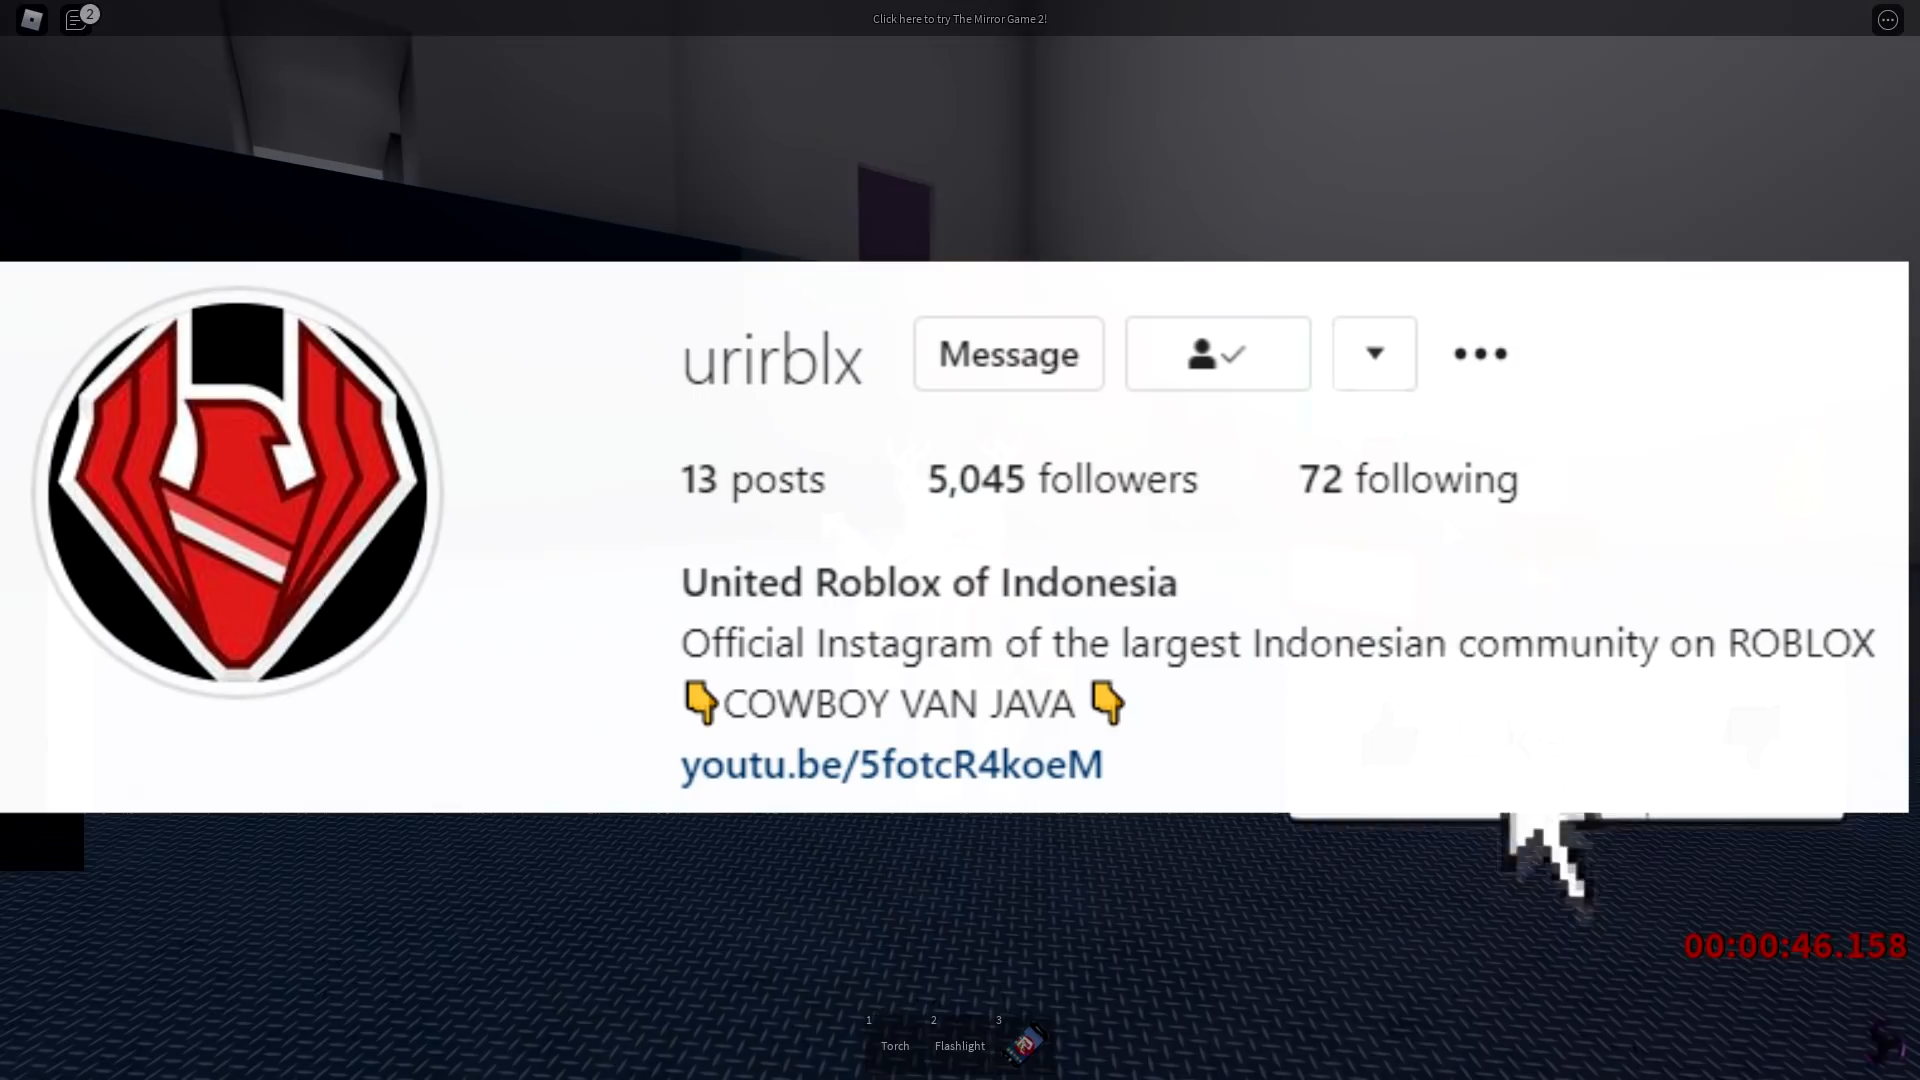 2
Click here to try The Mirror Game 2!
urirblx
Message
13 posts 5,045 followers 72 following
United Roblox of Indonesia
Official Instagram of the largest Indonesian community on ROBLOX
👇COWBOY VAN JAVA 👇
youtu.be/5fotcR4koeM
00:00:46.158
1 2 3
Torch Flashlight